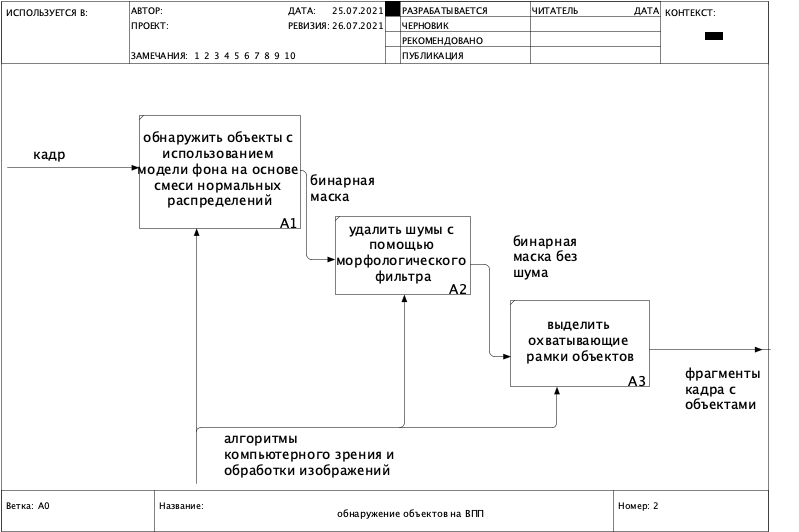 ИСПОЛЬЗУЕТСЯ В:
АВТОР:
ДАТА: 25.07.2021
РАЗРАБАТЫВАЕТСЯ
ЧИТАТЕЛЬ
ДАТА
КОНТЕКСТ:
ПРОЕКТ:
РЕВИЗИЯ: 26.07.2021
ЧЕРНОВИК
РЕКОМЕНДОВАНО
ЗАМЕЧАНИЯ: 1 2 3 4 5 6 7 8 9 10
ПУБЛИКАЦИЯ
кадр
обнаружить объекты с
использованием
модели фона на основе
смеси нормальных
распределений
A1
бинарная
маска
удалить шумы с
помощью
морфологического
фильтра
A2
бинарная
маска без
шума
выделить
охватывающие
рамки объектов
A3
фрагменты
кадра с
объектами
алгоритмы
компьютерного зрения и
обработки изображений
Ветка: A0
Название:
обнаружение объектов на ВПП
Номер: 2